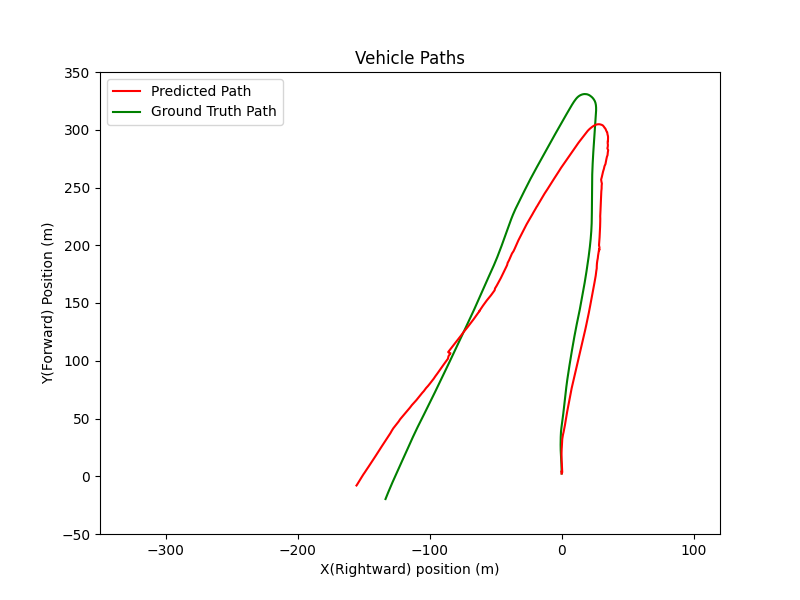 Vehicle Paths
Predicted Path
Ground Truth Path
350
300
250
200
150
100
50
0
−50
Y(Forward) Position (m)
−300
−200
−100
0
100
X(Rightward) position (m)